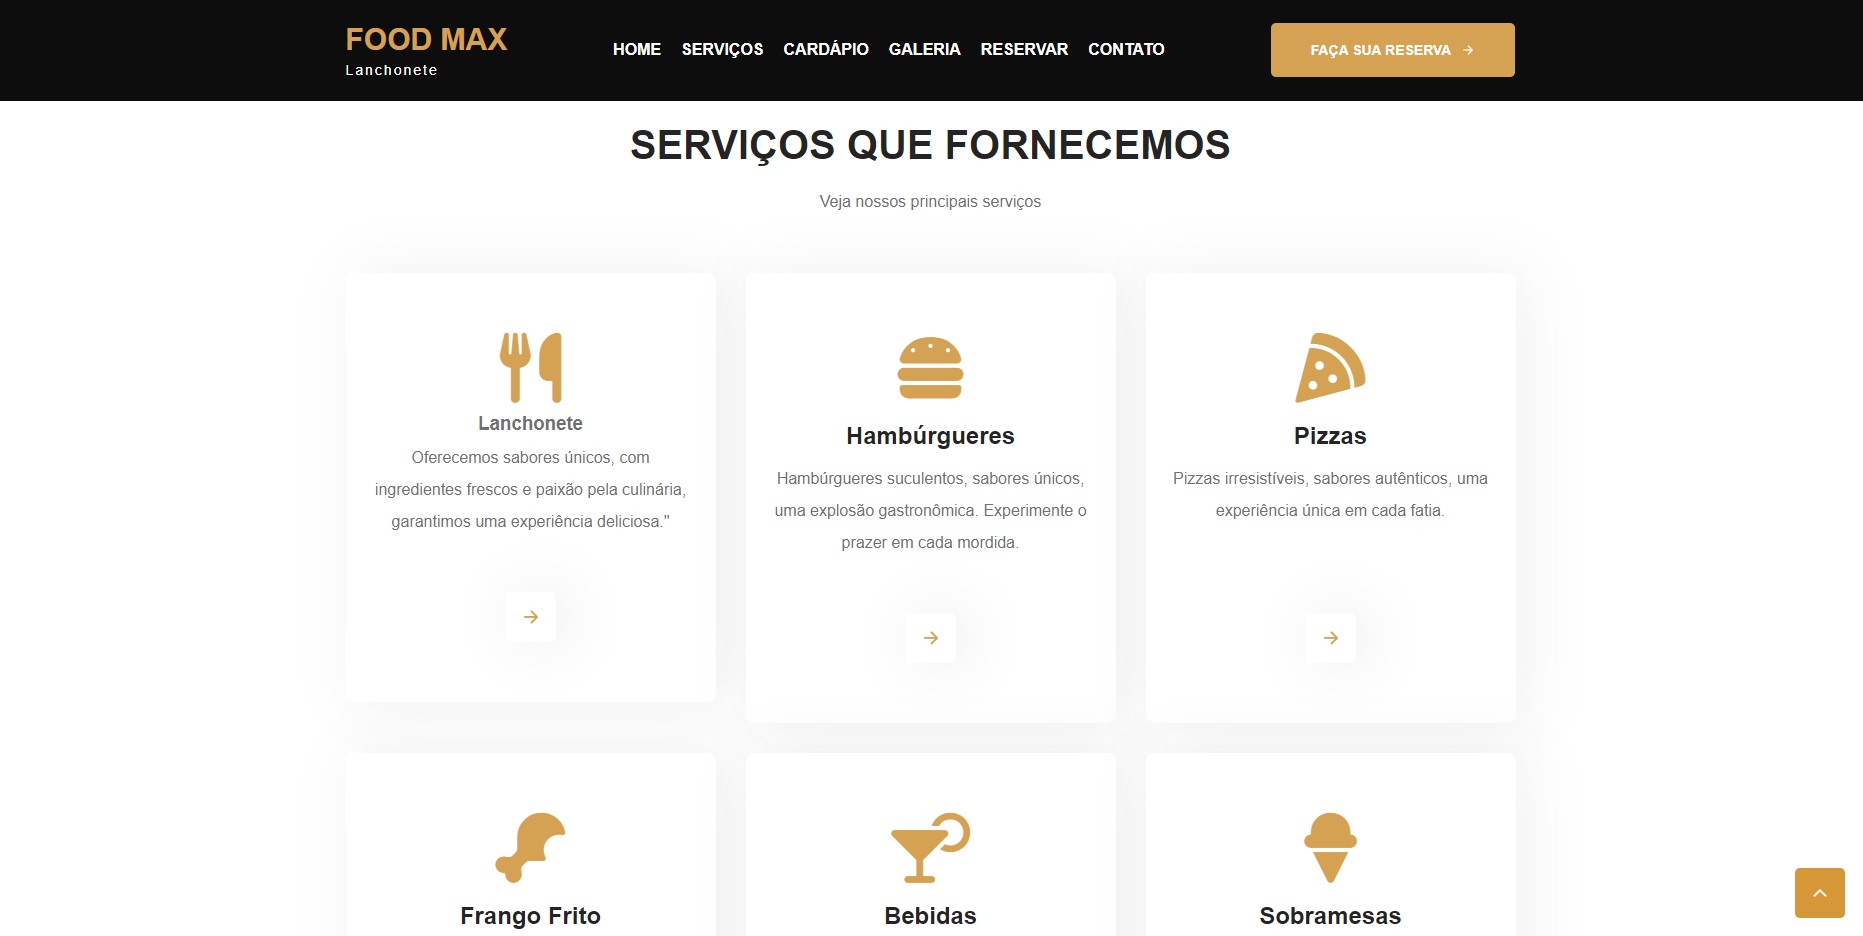 FOOD MAX
Lanchonete
HOME SERVIÇOS CARDÁPIO GALERIA RESERVAR CONTATO
FAÇA SUA RESERVA
SERVIÇOS QUE FORNECEMOS
Veja nossos principais serviços
Lanchonete
Oferecemos sabores únicos, com
ingredientes frescos e paixão pela culinária,
garantimos uma experiência deliciosa."
Hambúrgueres
Hambúrgueres suculentos, sabores únicos,
uma explosão gastronômica. Experimente o
prazer em cada mordida.
Pizzas
Pizzas irresistíveis, sabores autênticos, uma
experiência única em cada fatia.
Frango Frito
Bebidas
Sobramesas